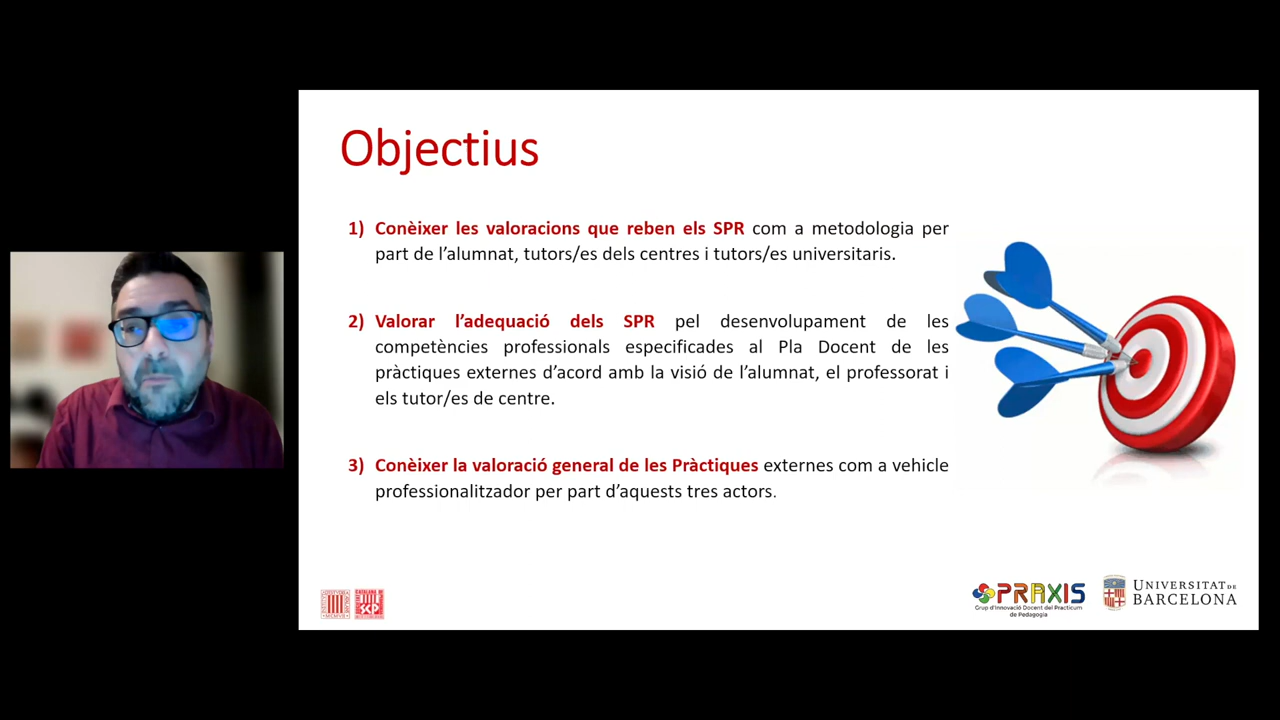 Objectius
1) Conèixer les valoracions que reben els SPR com a metodologia per
part de l'alumnat, tutors/es dels centres i tutors/es universitaris.
2) Valorar l'adequació dels SPR pel desenvolupament de les
competències professionals especificades al Pla Docent de les
pràctiques externes d'acord amb la visió de l'alumnat, el professorat i
els tutor/es de centre.
3) Conèixer la valoració general de les Pràctiques externes com a vehicle
professionalitzador per part d'aquests tres actors.
SCP
PRAXIS
Grup d'Innovació Docent del Pràcticum
de Pedagogia
UNIVERSITAT DE
BARCELONA